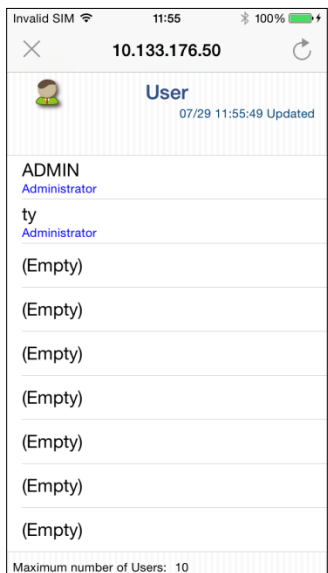 Invalid SIM 11:55 100%
10.133.176.50
User
07/29 11:55:49 Updated
ADMIN
Administrator
ty
Administrator
(Empty)
(Empty)
(Empty)
(Empty)
(Empty)
(Empty)
(Empty)
Maximum number of Users: 10